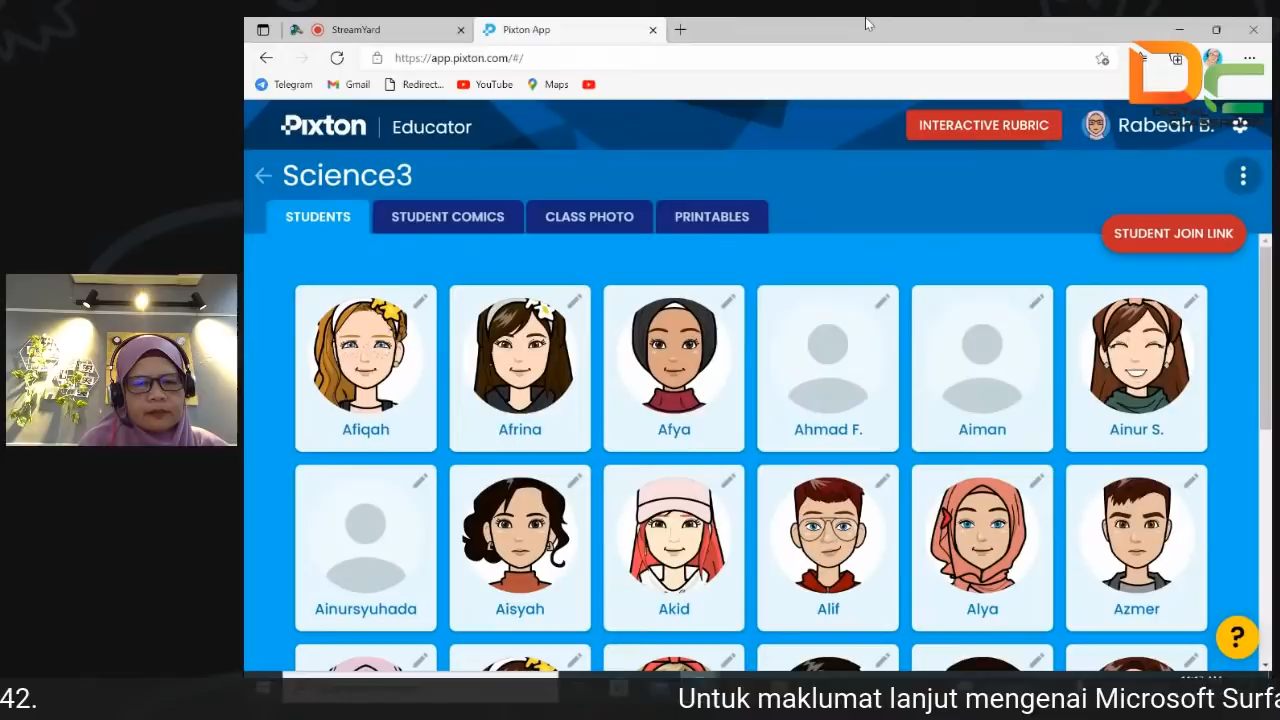 StreamYard
Pixton App
https://app.pixton.com/#/
Telegram
Gmail
Redirect...
YouTube
Maps
Pixton
Educator
INTERACTIVE RUBRIC
Rabeah B.
Science3
STUDENTS
STUDENT COMICS
CLASS PHOTO
PRINTABLES
STUDENT JOIN LINK
Afiqah
Afrina
Afya
Ahmad F.
Aiman
Ainur S.
Ainursyuhada
Aisyah
Akid
Alif
Alya
Azmer
?
42.
Untuk maklumat lanjut mengenai Microsoft Surfa